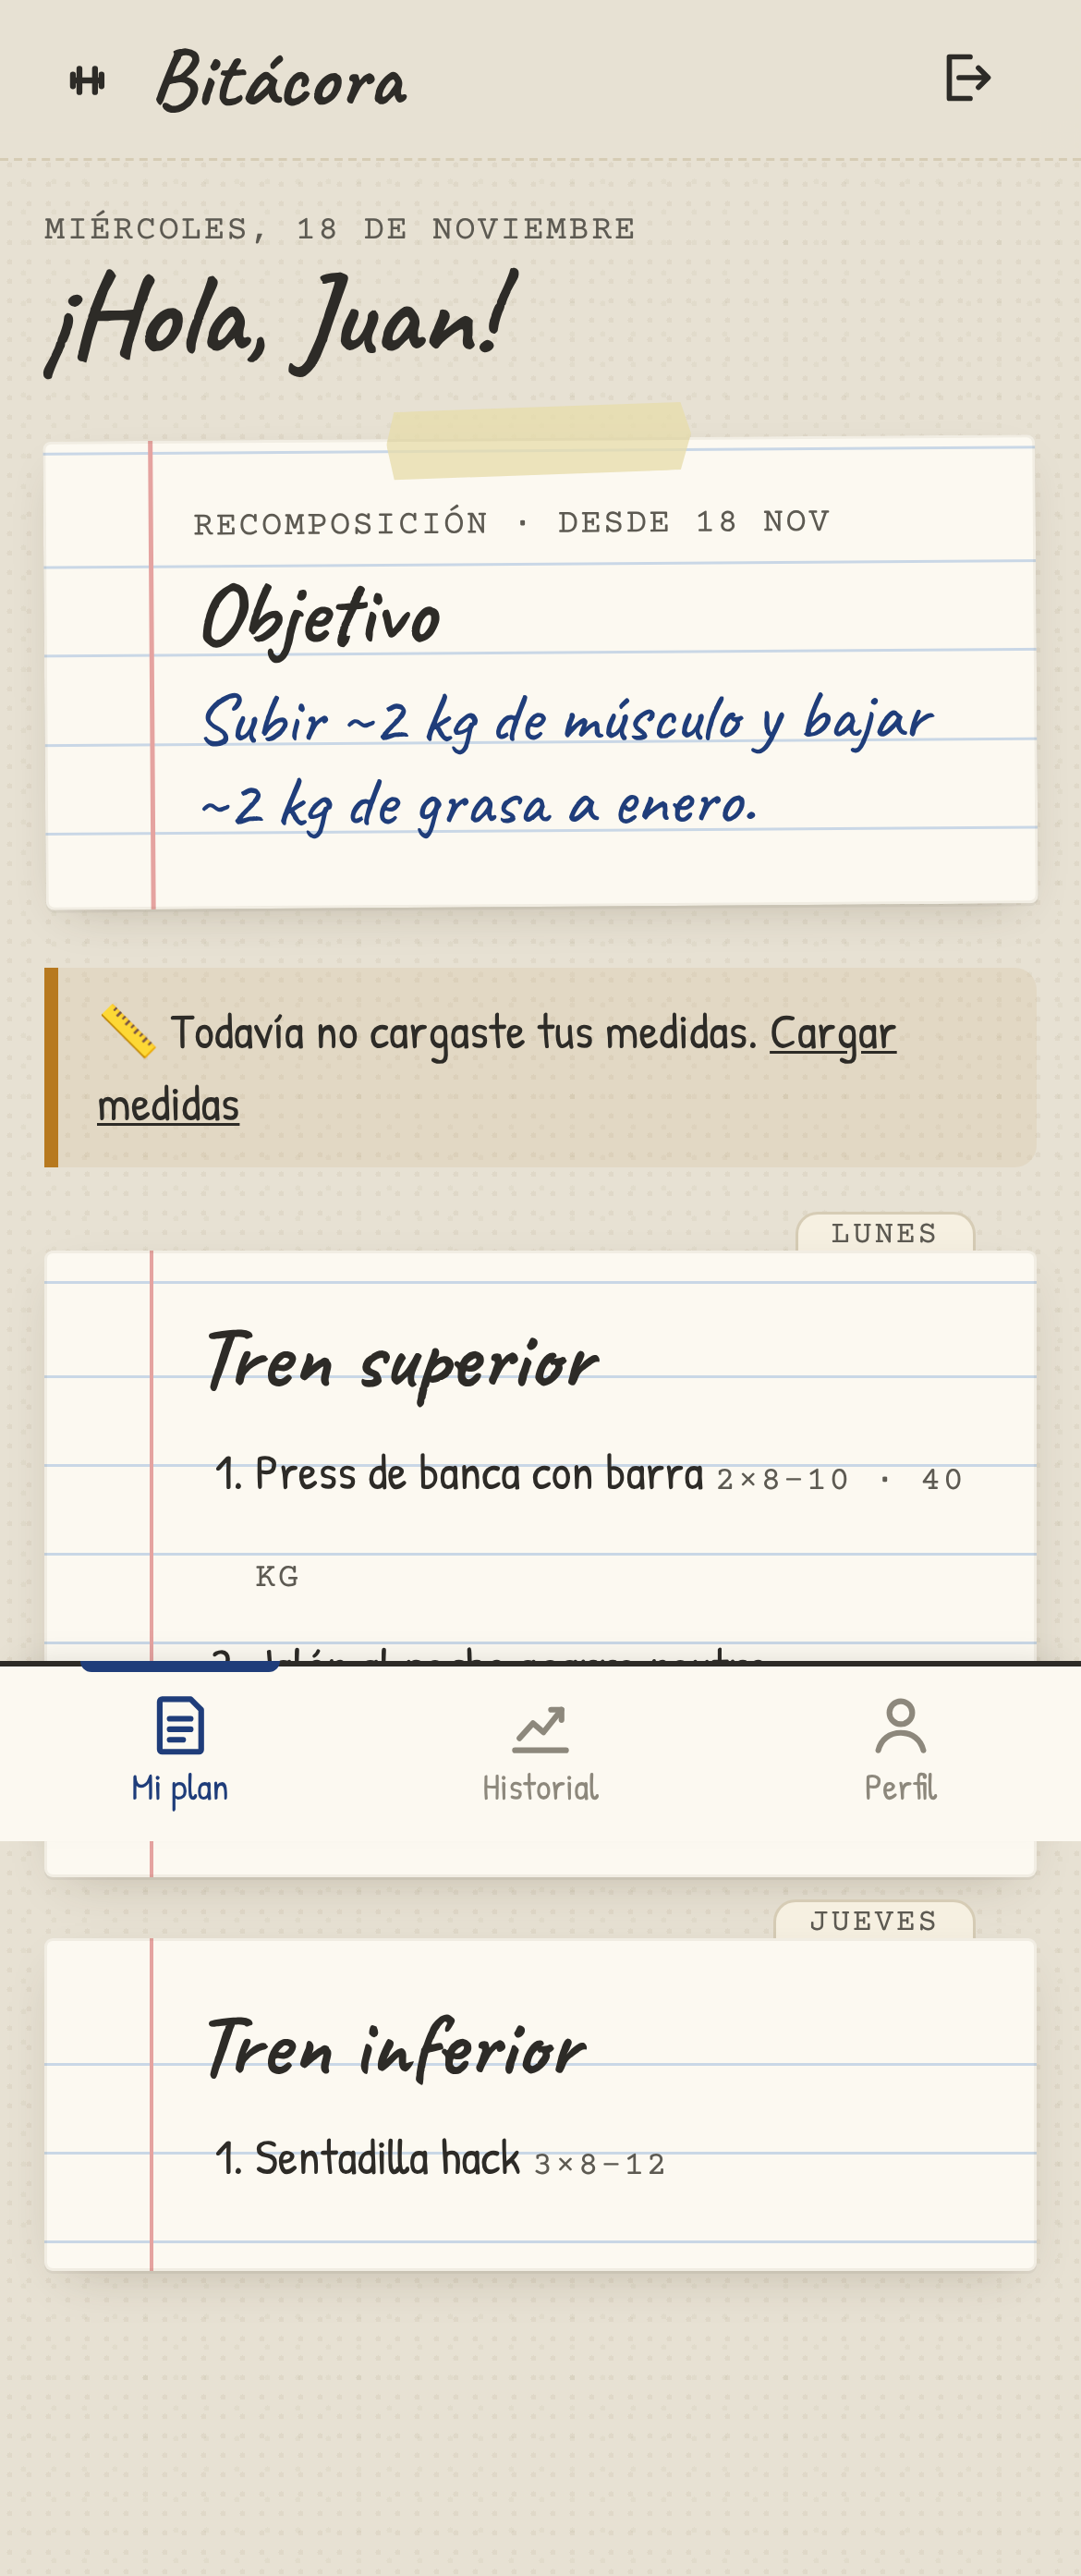 Bitácora
MIÉRCOLES, 18 DE NOVIEMBRE
¡Hola, Juan!
RECOMPOSICIÓN · DESDE 18 NOV
Objetivo
Subir ~2 kg de músculo y bajar
~2 kg de grasa a enero.
Todavía no cargaste tus medidas. Cargar
medidas
LUNES
Tren superior
1. Press de banca con barra 2×8-10 · 40
KG
Mi plan
Historial
Perfil
JUEVES
Tren inferior
1. Sentadilla hack 3×8-12